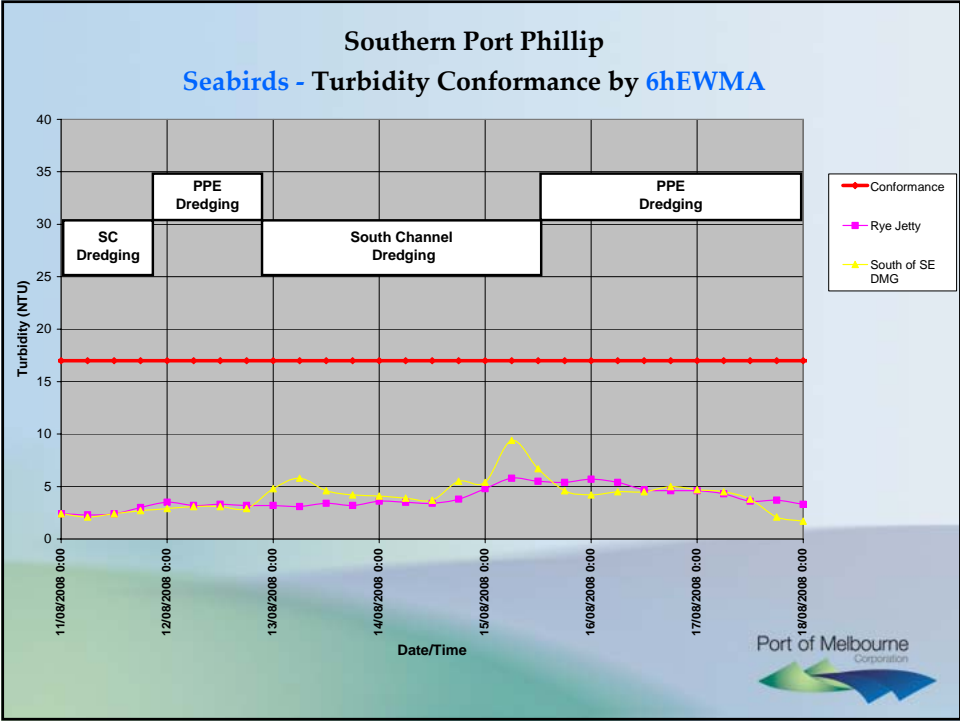 Southern Port Phillip
Seabirds - Turbidity Conformance by 6hEWMA
40
35
30
25
20
15
10
5
0
Turbidity (NTU)
SC
Dredging
PPE
Dredging
South Channel
Dredging
PPE
Dredging
Conformance
Rye Jetty
South of SE
DMG
11/08/2008 0:00
12/08/2008 0:00
13/08/2008 0:00
14/08/2008 0:00
15/08/2008 0:00
16/08/2008 0:00
17/08/2008 0:00
18/08/2008 0:00
Date/Time
Port of Melbourne
Corporation